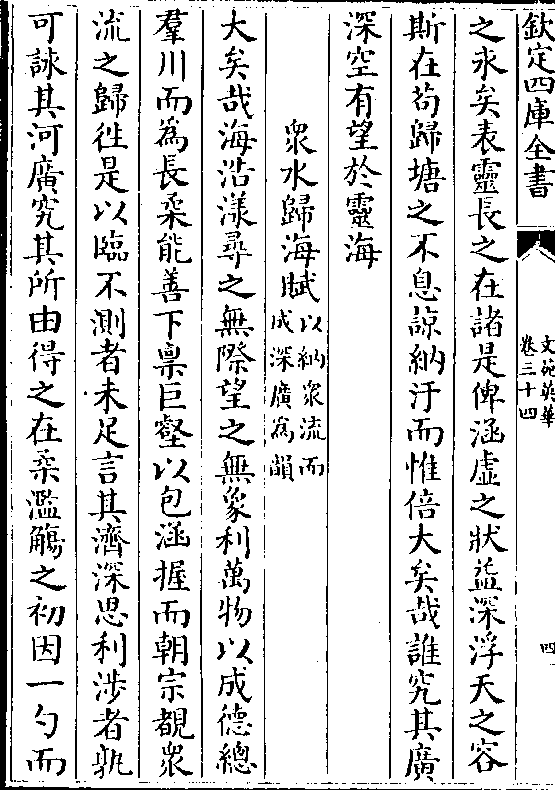 欽定四庫全書
文苑英華
卷三十四
四
之永矣表靈長之在諸是俾涵虛之狀益深浮天之容
斯在苟歸塘之不息諒納汙而惟倍大矣哉誰究其廣
深空有望於靈海
衆水歸海賦以納衆流而成深廣為韻
大矣哉海浩漾尋之無際望之無象利萬物以成德總
羣川而為長柔能善下稟巨壑以包涵握而朝宗覩衆
流之歸徃是以臨不測者未足言其濟深思利涉者孰
可詠其河廣究其所由得之在柔濫觴之初因一勺而